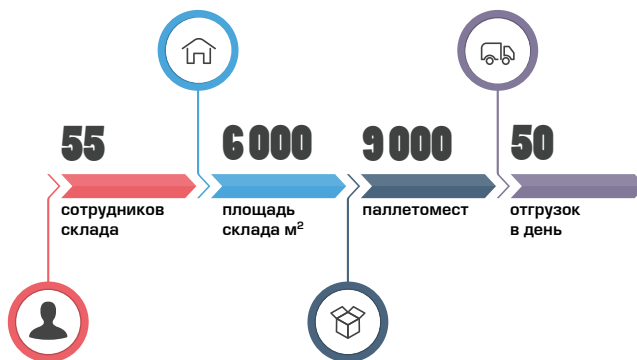 55
сотрудников
склада
6 000
площадь
склада м²
9 000
паллетомест
50
отгрузок
в день